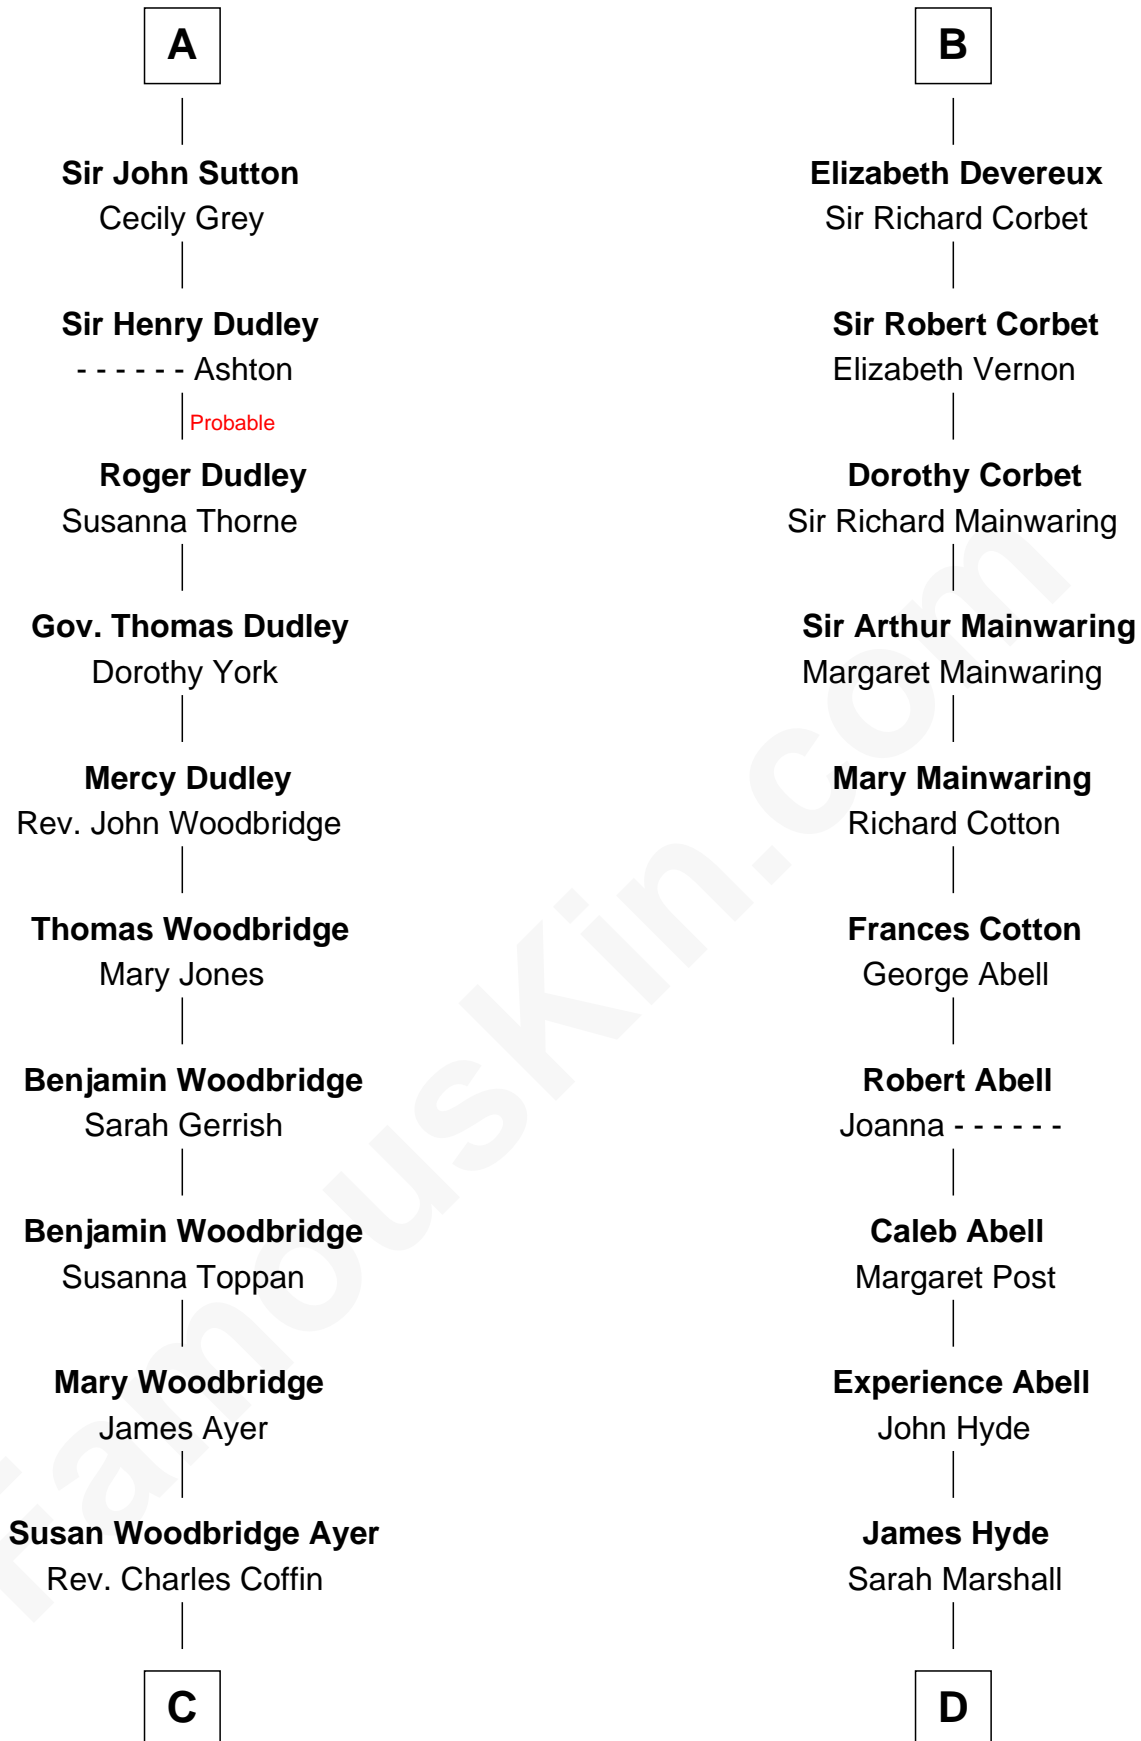 A
Sir John Sutton
Cecily Grey
Sir Henry Dudley
- - - - - - Ashton
Probable
Roger Dudley
Susanna Thorne
Gov. Thomas Dudley
Dorothy York
Mercy Dudley
Rev. John Woodbridge
Thomas Woodbridge
Mary Jones
Benjamin Woodbridge
Sarah Gerrish
Benjamin Woodbridge
Susanna Toppan
Mary Woodbridge
James Ayer
Susan Woodbridge Ayer
Rev. Charles Coffin
C
B
Elizabeth Devereux
Sir Richard Corbet
Sir Robert Corbet
Elizabeth Vernon
Dorothy Corbet
Sir Richard Mainwaring
Sir Arthur Mainwaring
Margaret Mainwaring
Mary Mainwaring
Richard Cotton
Frances Cotton
George Abell
Robert Abell
Joanna - - - - - -
Caleb Abell
Margaret Post
Experience Abell
John Hyde
James Hyde
Sarah Marshall
D
FamousKin.com